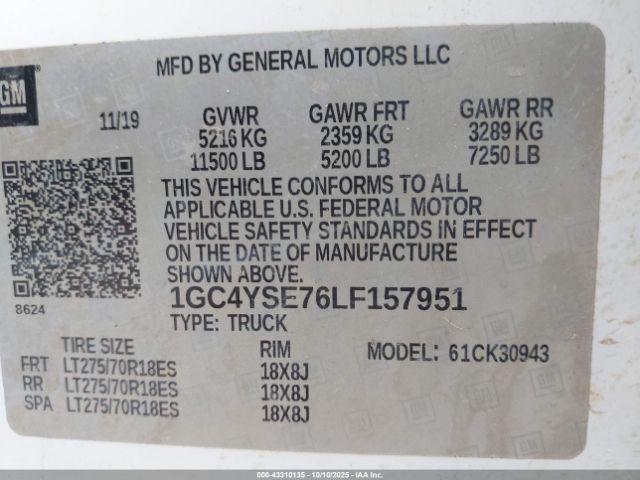 MFD BY GENERAL MOTORS LLC
GM
11/19 GVWR GAWR FRT GAWR RR
5216 KG 2359 KG 3289 KG
11500 LB 5200 LB 7250 LB
THIS VEHICLE CONFORMS TO ALL
APPLICABLE U.S. FEDERAL MOTOR
VEHICLE SAFETY STANDARDS IN EFFECT
ON THE DATE OF MANUFACTURE
SHOWN ABOVE.
8624
1GC4YSE76LF157951
TYPE: TRUCK
TIRE SIZE RIM MODEL: 61CK30943
FRT LT275/70R18ES 18X8J
RR LT275/70R18ES 18X8J
SPA LT275/70R18ES 18X8J
000-43310135 - 10/10/2025 - IAAI.com